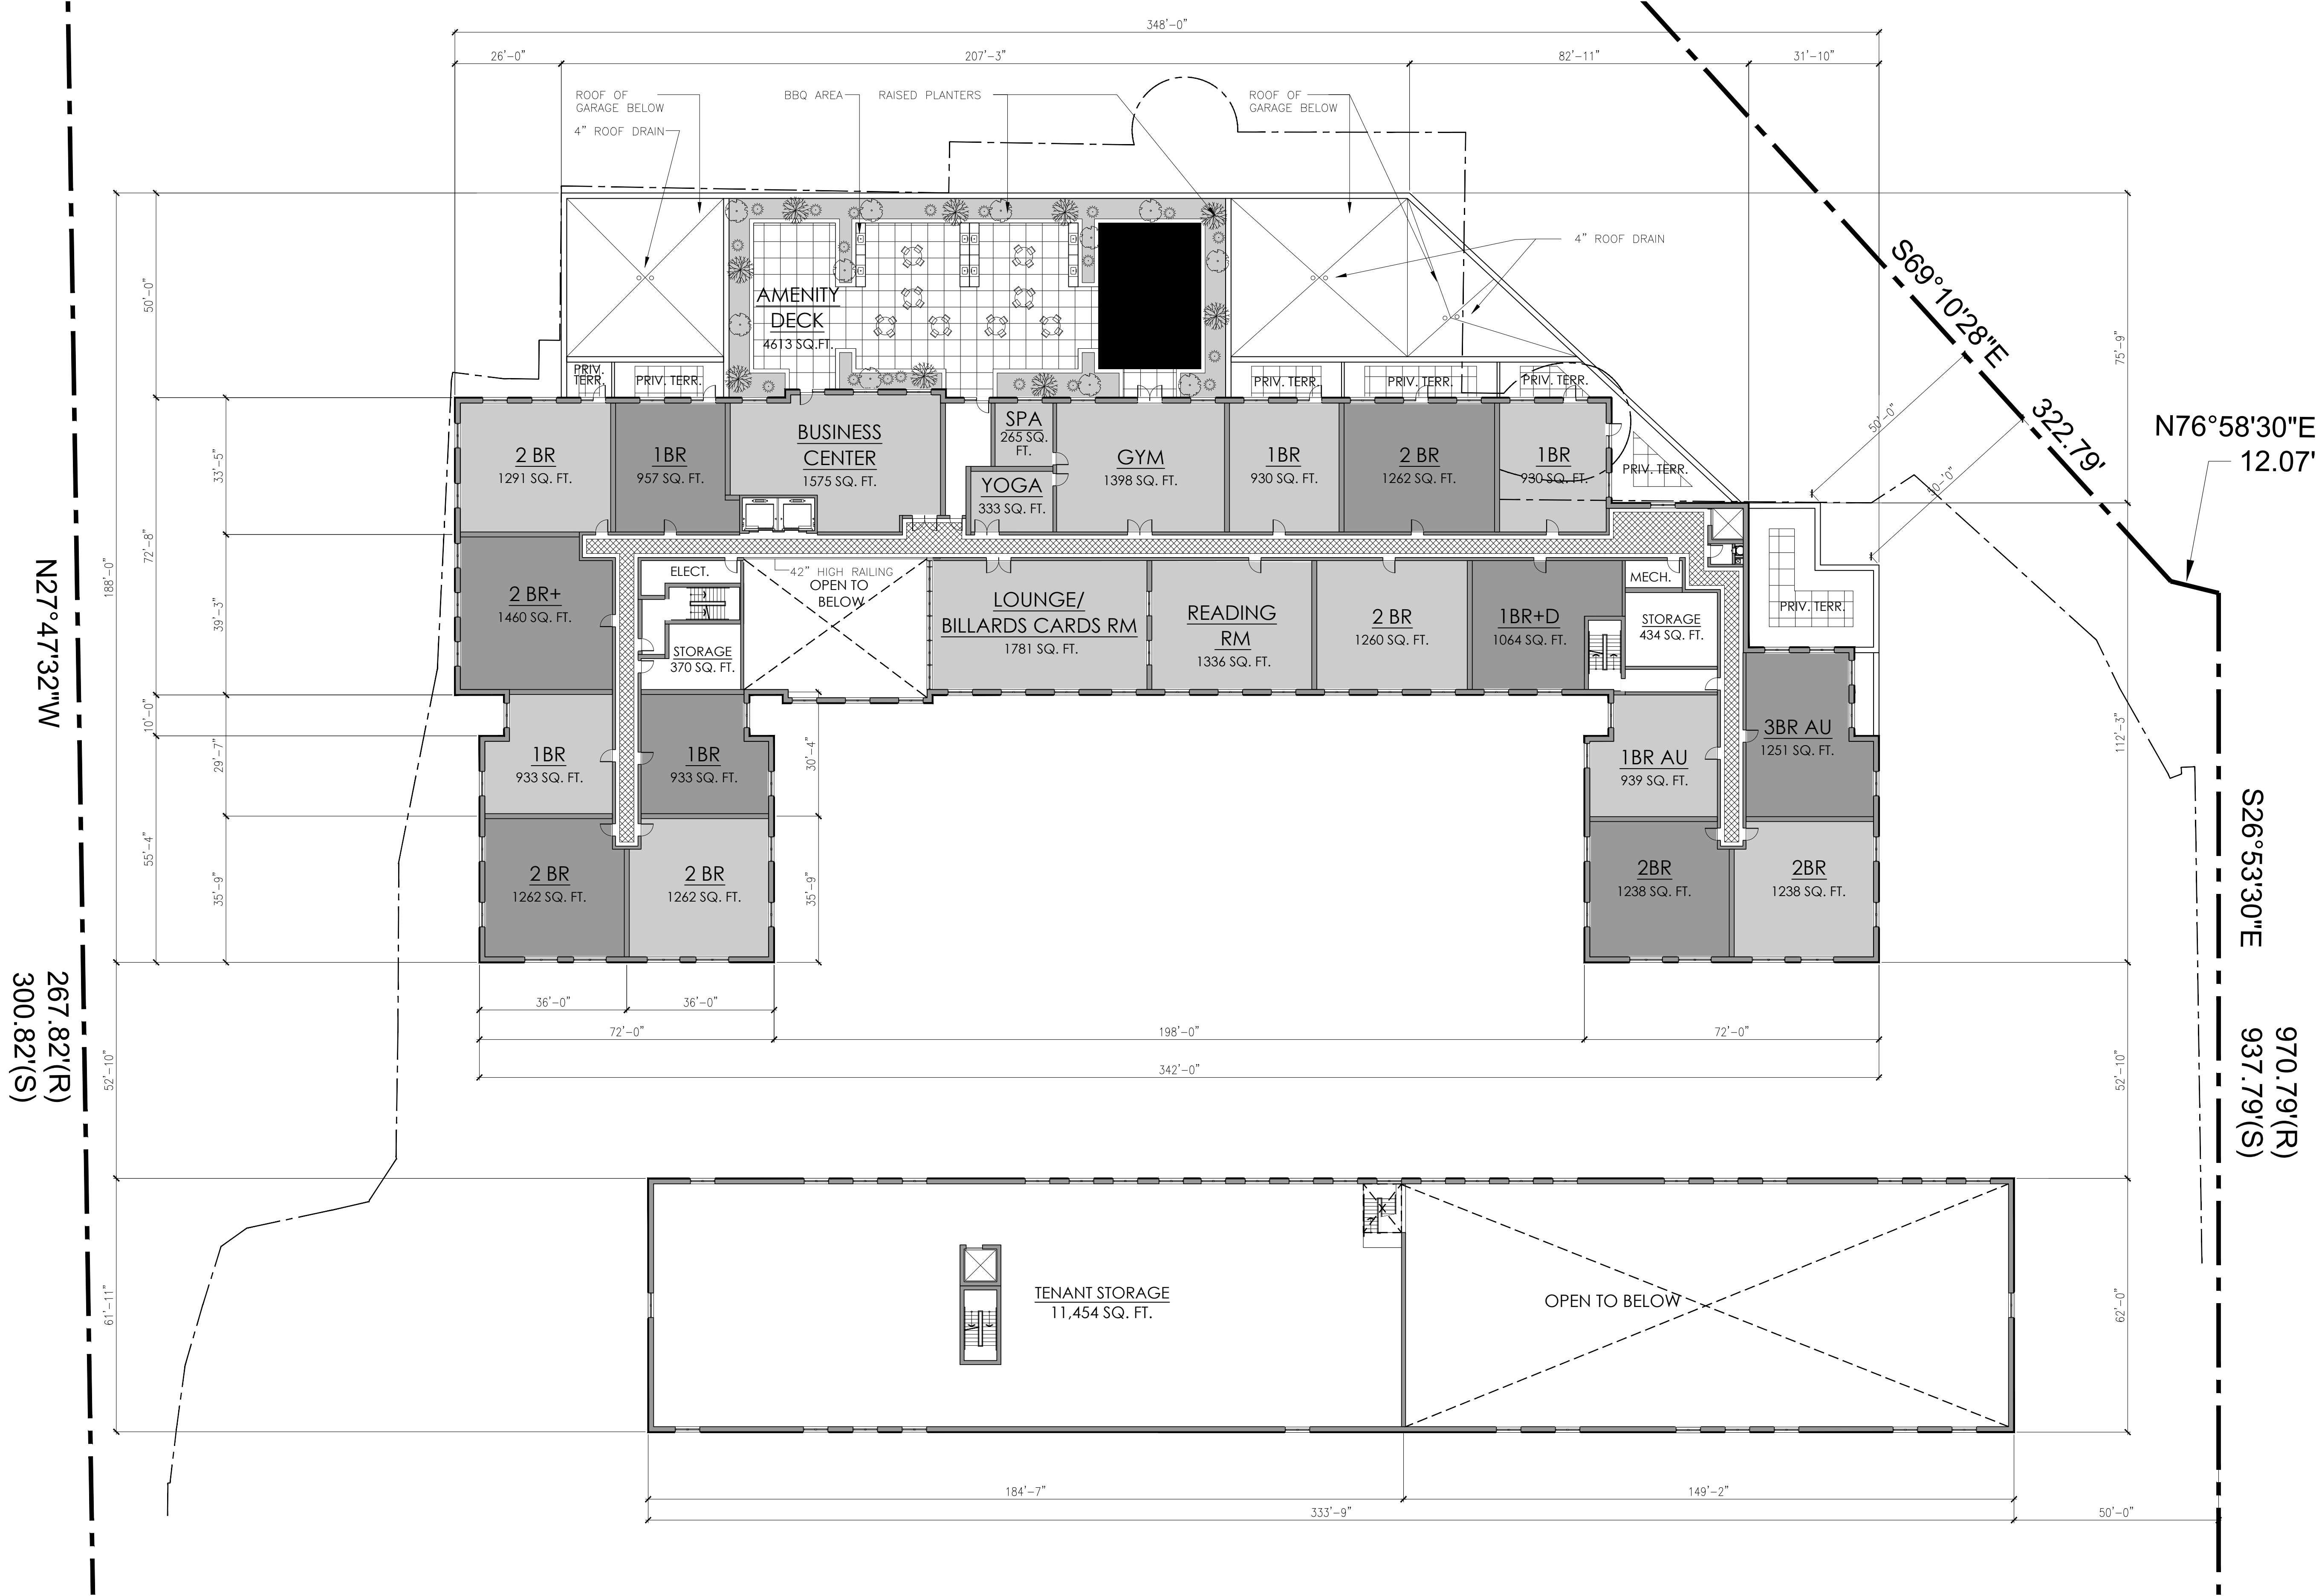 348'-0"
26'-0"
207'-3"
82'-11"
31'-10"
ROOF OF
GARAGE BELOW
4" ROOF DRAIN
BBQ AREA
RAISED PLANTERS
ROOF OF
GARAGE BELOW
4" ROOF DRAIN
AMENITY
DECK
4613 SQ.FT.
PRIV.
TERR.
PRIV. TERR.
PRIV. TERR.
PRIV. TERR.
PRIV. TERR.
PRIV. TERR.
PRIV. TERR.
S69°10'28"E
322.79'
N76°58'30"E
12.07'
50'-0"
50'-0"
2 BR
1291 SQ. FT.
1BR
957 SQ. FT.
BUSINESS
CENTER
1575 SQ. FT.
SPA
265 SQ.
FT.
YOGA
333 SQ. FT.
GYM
1398 SQ. FT.
1BR
930 SQ. FT.
2 BR
1262 SQ. FT.
1BR
930 SQ. FT.
2 BR+
1460 SQ. FT.
ELECT.
STORAGE
370 SQ. FT.
42" HIGH RAILING
OPEN TO
BELOW
LOUNGE/
BILLARDS CARDS RM
1781 SQ. FT.
READING
RM
1336 SQ. FT.
2 BR
1260 SQ. FT.
1BR+D
1064 SQ. FT.
MECH.
STORAGE
434 SQ. FT.
1BR
933 SQ. FT.
1BR
933 SQ. FT.
1BR AU
939 SQ. FT.
3BR AU
1251 SQ. FT.
2 BR
1262 SQ. FT.
2 BR
1262 SQ. FT.
2BR
1238 SQ. FT.
2BR
1238 SQ. FT.
50'-0"
33'-5"
72'-8"
188'-0"
39'-3"
10'-0"
29'-7"
30'-4"
55'-4"
35'-9"
35'-9"
75'-9"
112'-3"
N27°47'32"W
267.82'(R)
300.82'(S)
S26°53'30"E
970.79'(R)
937.79'(S)
36'-0"
36'-0"
72'-0"
198'-0"
72'-0"
342'-0"
52'-10"
52'-10"
61'-11"
62'-0"
TENANT STORAGE
11,454 SQ. FT.
OPEN TO BELOW
184'-7"
149'-2"
333'-9"
50'-0"